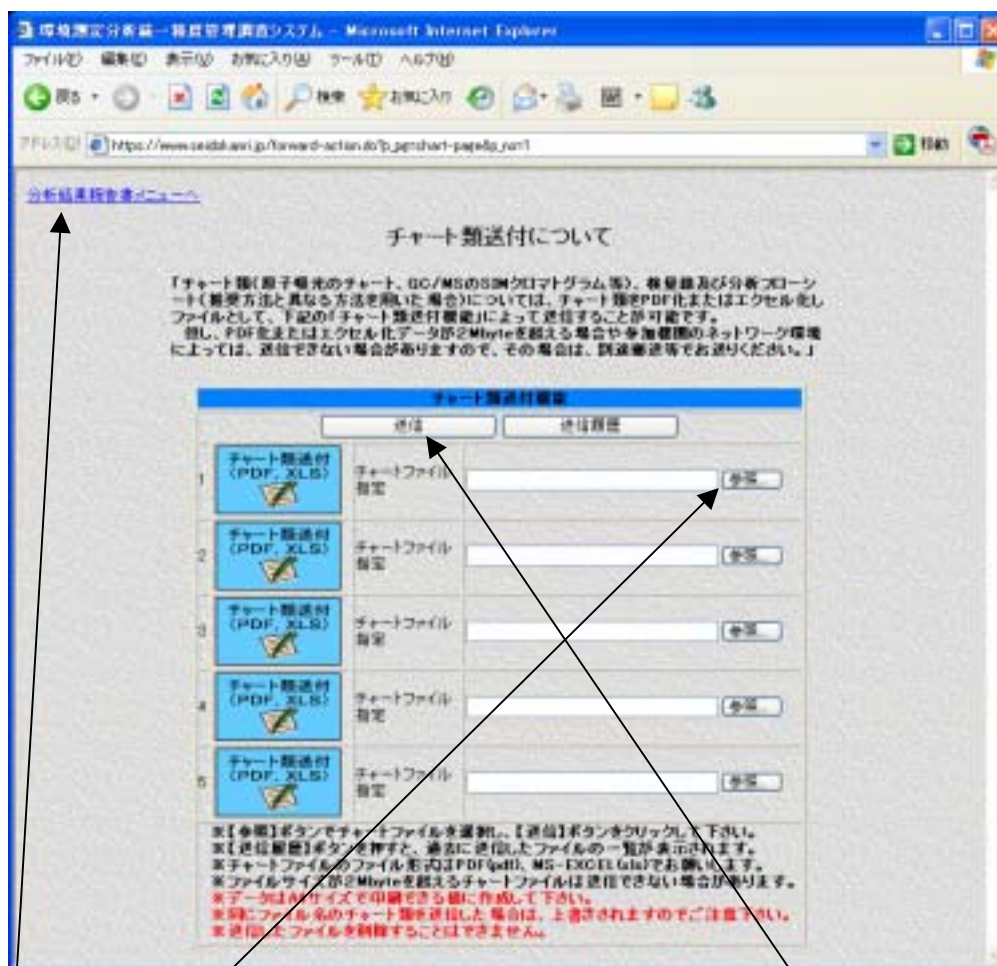 環境測定分析統一精度管理調査システム - Microsoft Internet Explorer
ファイル(F) 編集(E) 表示(V) お気に入り(A) ツール(T) ヘルプ(H)
戻る 検索 お気に入り
アドレス(D) 移動
分析結果報告書メニューへ
チャート類送付について
「チャート類(原子吸光のチャート、GC/MSのSIMクロマトグラム等)、検量線及び分析フローシ
ート(推奨方法と異なる方法を用いた場合)については、チャート類をPDF化またはエクセル化し
ファイルとして、下記の「チャート類送付機能」によって送信することが可能です。
但し、PDF化またはエクセル化データが2Mbyteを超える場合や参加機関のネットワーク環境
によっては、送信できない場合がありますので、その場合は、別途郵送等でお送りください。」
チャート類送付機能
送信 送信履歴
1 チャート類送付 (PDF, XLS) チャートファイル指定 参照...
2 チャート類送付 (PDF, XLS) チャートファイル指定 参照...
3 チャート類送付 (PDF, XLS) チャートファイル指定 参照...
4 チャート類送付 (PDF, XLS) チャートファイル指定 参照...
5 チャート類送付 (PDF, XLS) チャートファイル指定 参照...
※【参照】ボタンでチャートファイルを選択し、【送信】ボタンをクリックして下さい。
※【送信履歴】ボタンを押すと、過去に送信したファイルの一覧が表示されます。
※チャートファイルのファイル形式はPDF(pdf)、MS-EXCEL(xls)でお願いします。
※ファイルサイズが2Mbyteを超えるチャートファイルは送信できない場合があります。
※データはA4サイズで印刷できる様に作成して下さい。
※同じファイル名のチャート類を送信した場合は、上書きされますのでご注意下さい。
※送信したファイルを削除することはできません。